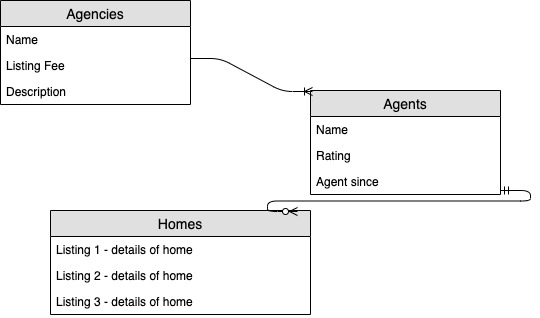 Agencies
Name
Listing Fee
Description
Agents
Name
Rating
Agent since
Homes
Listing 1 - details of home
Listing 2 - details of home
Listing 3 - details of home